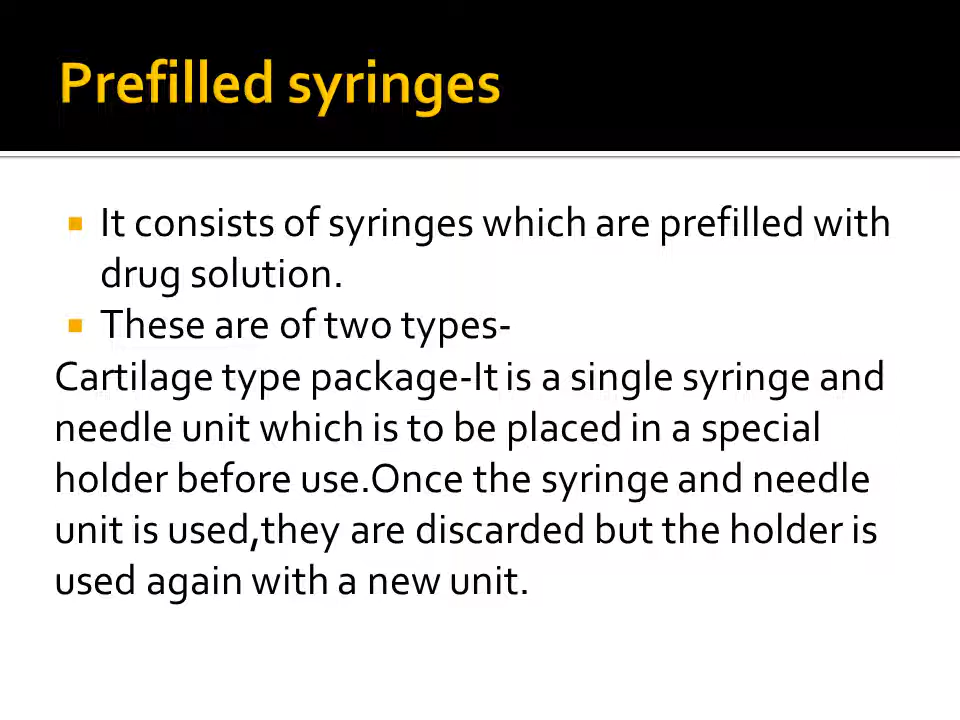 Prefilled syringes
It consists of syringes which are prefilled with
drug solution.
These are of two types-
Cartilage type package-It is a single syringe and
needle unit which is to be placed in a special
holder before use.Once the syringe and needle
unit is used,they are discarded but the holder is
used again with a new unit.